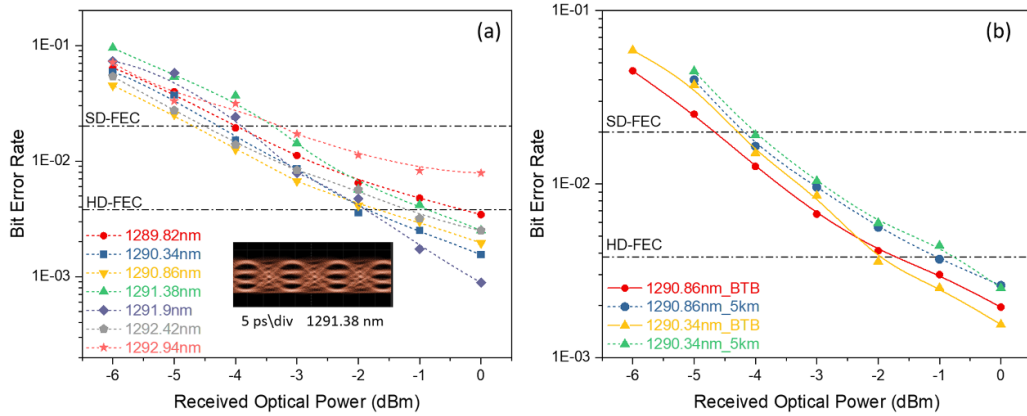 (a)
Bit Error Rate
1E-01
1E-02
1E-03
SD-FEC
HD-FEC
1289.82nm
1290.34nm
1290.86nm
1291.38nm
1291.9nm
1292.42nm
1292.94nm
5 ps\div 1291.38 nm
-6 -5 -4 -3 -2 -1 0
Received Optical Power (dBm)
(b)
Bit Error Rate
1E-01
1E-02
1E-03
SD-FEC
HD-FEC
1290.86nm_BTB
1290.86nm_5km
1290.34nm_BTB
1290.34nm_5km
-6 -5 -4 -3 -2 -1 0
Received Optical Power (dBm)